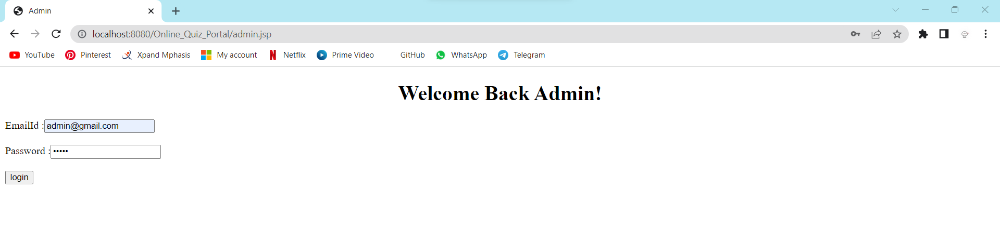 Admin
localhost:8080/Online_Quiz_Portal/admin.jsp
YouTube Pinterest Xpand Mphasis My account Netflix Prime Video GitHub WhatsApp Telegram
Welcome Back Admin!
EmailId : admin@gmail.com
Password : •••••
login